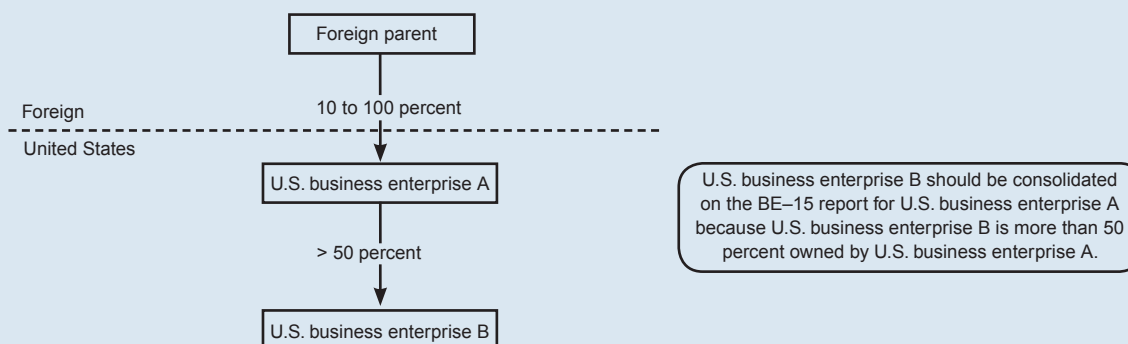 Foreign parent
10 to 100 percent
Foreign
United States
U.S. business enterprise A
> 50 percent
U.S. business enterprise B
U.S. business enterprise B should be consolidated
on the BE–15 report for U.S. business enterprise A
because U.S. business enterprise B is more than 50
percent owned by U.S. business enterprise A.